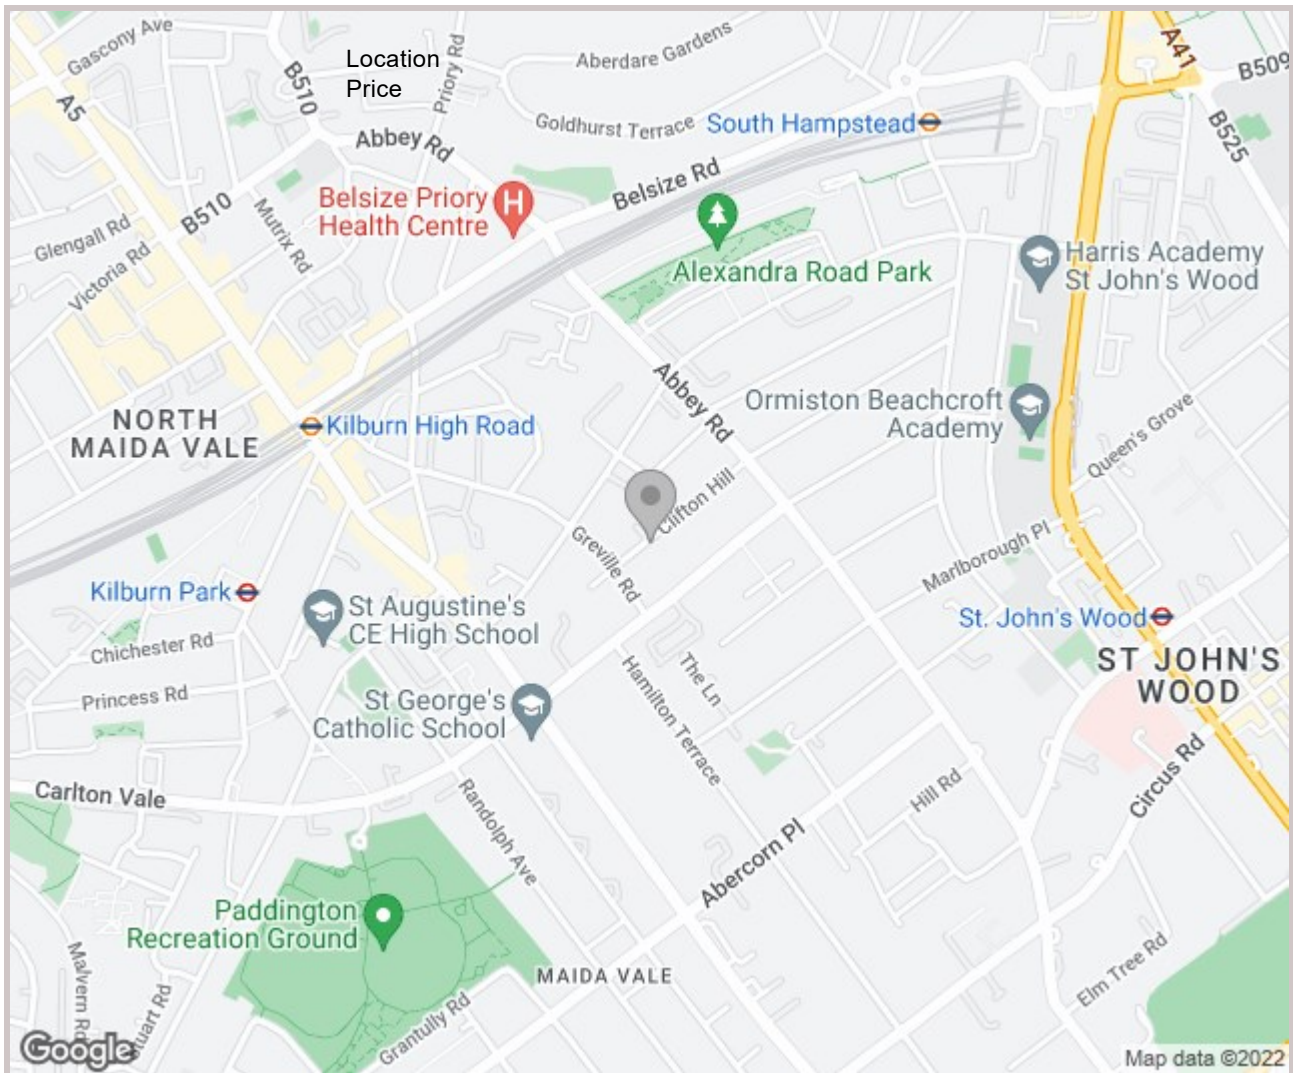 Gascony Ave
A5
B510
Location
Price
Priory Rd
Aberdare Gardens
A41
B509
B525
Goldhurst Terrace
South Hampstead
Abbey Rd
Belsize Rd
Belsize Priory
Health Centre
B510
Mutrix Rd
Glengall Rd
Victoria Rd
Alexandra Road Park
Harris Academy
St John's Wood
Abbey Rd
Ormiston Beachcroft
Academy
Queen's Grove
NORTH
MAIDA VALE
Kilburn High Road
Clifton Hill
Greville Rd
Marlborough Pl
Kilburn Park
St Augustine's
CE High School
St. John's Wood
ST JOHN'S
WOOD
Chichester Rd
Princess Rd
The Ln
Hamilton Terrace
St George's
Catholic School
Carlton Vale
Randolph Ave
Hill Rd
Circus Rd
Abercorn Pl
Paddington
Recreation Ground
MAIDA VALE
Elm Tree Rd
Malvern Rd
tuart Rd
Grantully Rd
Google
Map data ©2022